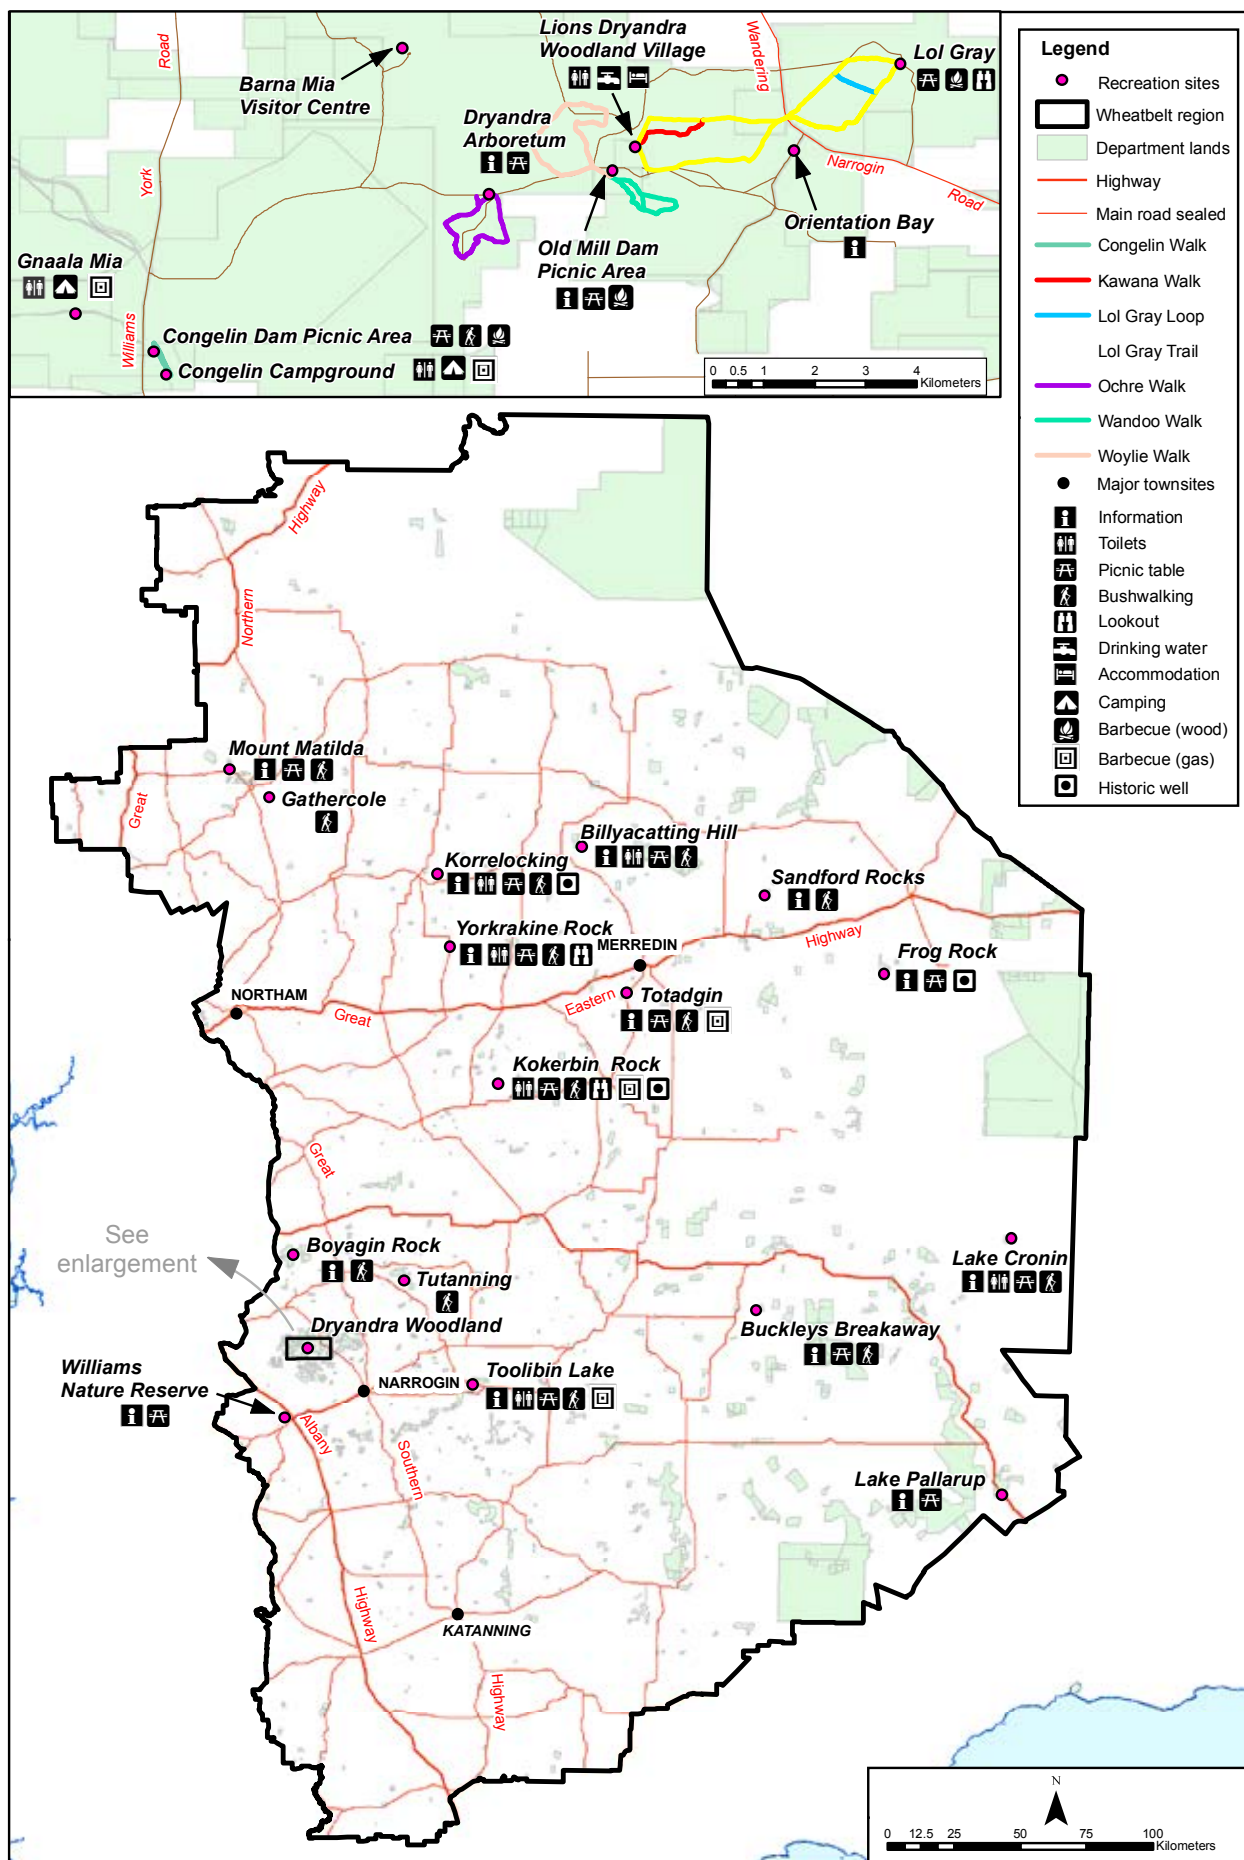 Lions Dryandra
Woodland Village
Barna Mia
Visitor Centre
Dryandra
Arboretum
Lol Gray
Wandering
Narrogin
Road
Road
York
Williams
Orientation Bay
Old Mill Dam
Picnic Area
Gnaala Mia
Congelin Dam Picnic Area
Congelin Campground
0 0.5 1 2 3 4
Kilometers
Legend
Recreation sites
Wheatbelt region
Department lands
Highway
Main road sealed
Congelin Walk
Kawana Walk
Lol Gray Loop
Lol Gray Trail
Ochre Walk
Wandoo Walk
Woylie Walk
Major townsites
Information
Toilets
Picnic table
Bushwalking
Lookout
Drinking water
Accommodation
Camping
Barbecue (wood)
Barbecue (gas)
Historic well
Highway
Northern
Great
Mount Matilda
Gathercole
Billyacatting Hill
Korrelocking
Sandford Rocks
Yorkrakine Rock
MERREDIN
Highway
Frog Rock
NORTHAM
Great
Eastern
Totadgin
Kokerbin Rock
Great
See
enlargement
Boyagin Rock
Tutanning
Lake Cronin
Dryandra Woodland
Buckleys Breakaway
Williams
Nature Reserve
NARROGIN
Toolibin Lake
Albany
Southern
Lake Pallarup
Highway
KATANNING
Highway
N
0 12.5 25 50 75 100
Kilometers